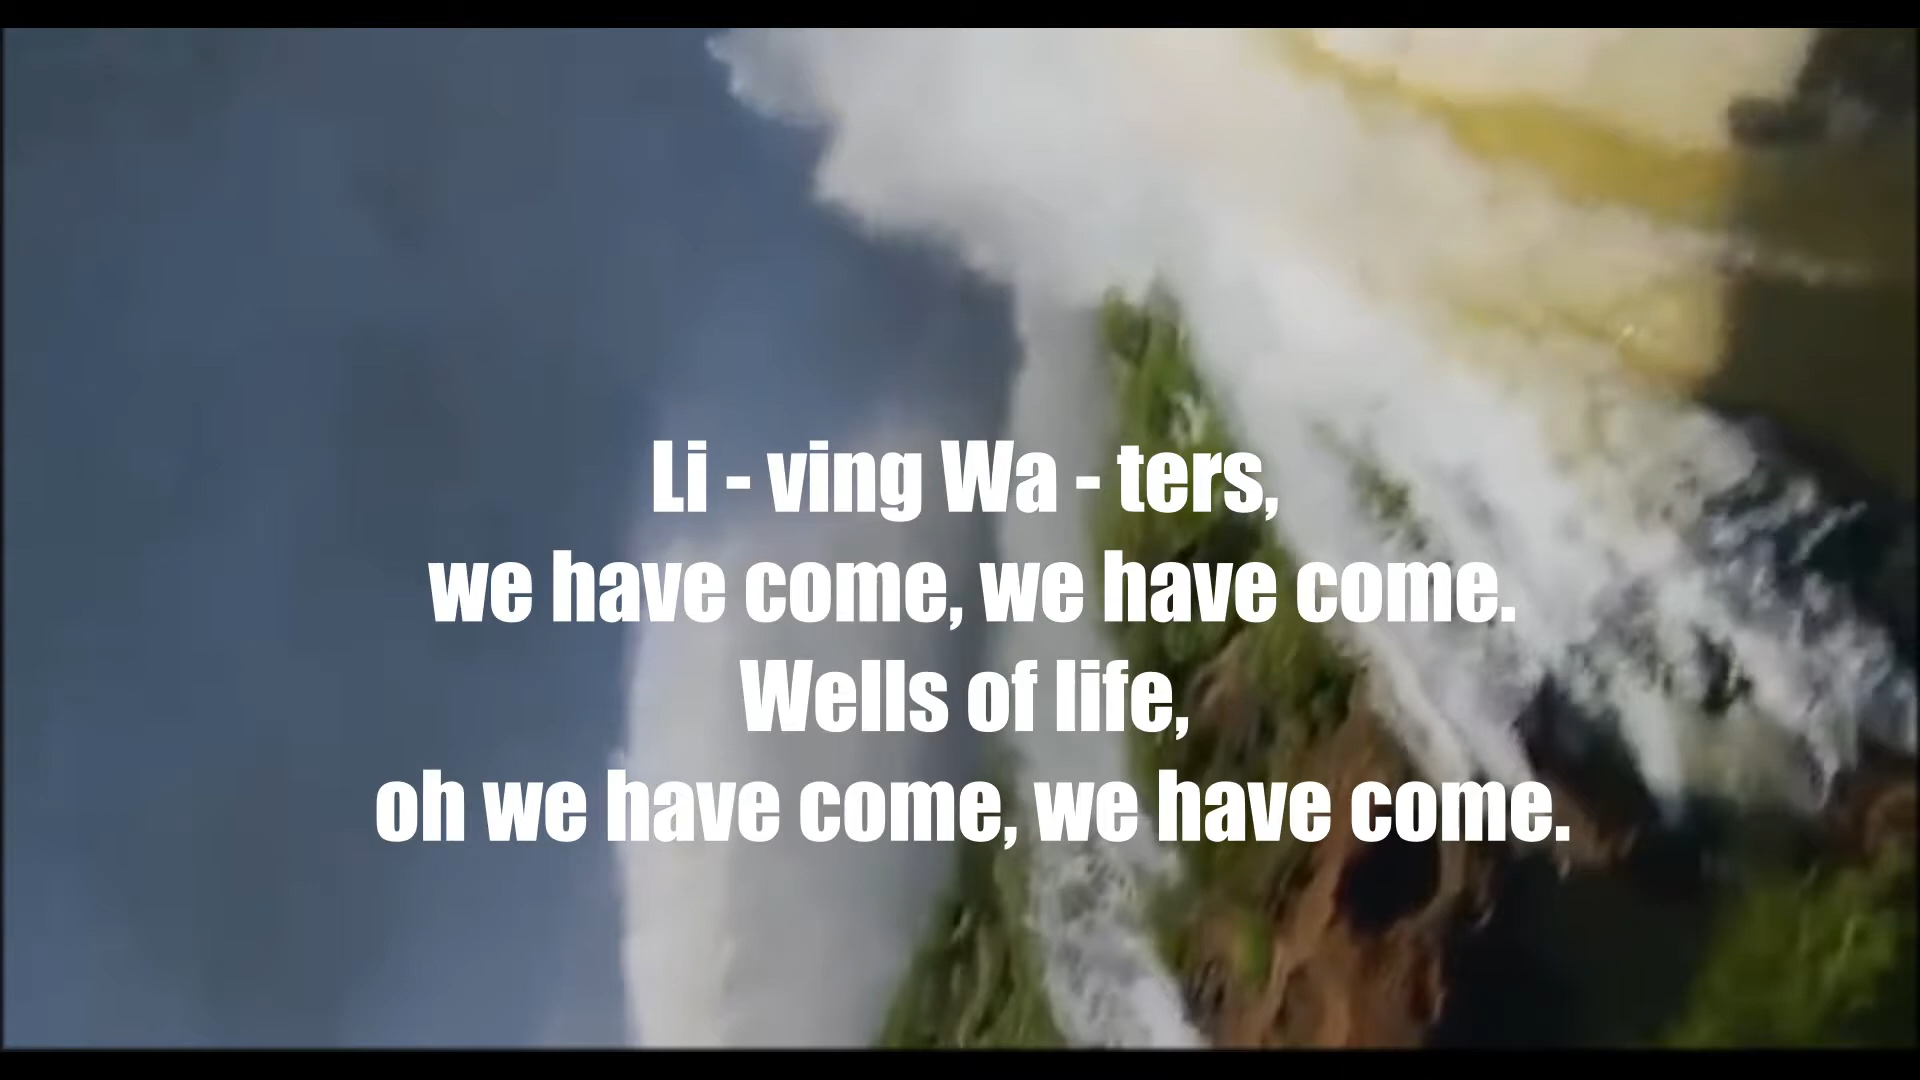 Li - ving Wa - ters,
we have come, we have come.
Wells of life,
oh we have come, we have come.